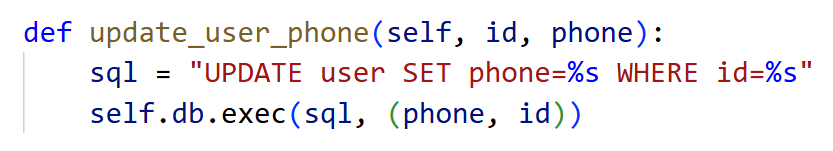 def update_user_phone(self, id, phone):
    sql = "UPDATE user SET phone=%s WHERE id=%s"
    self.db.exec(sql, (phone, id))